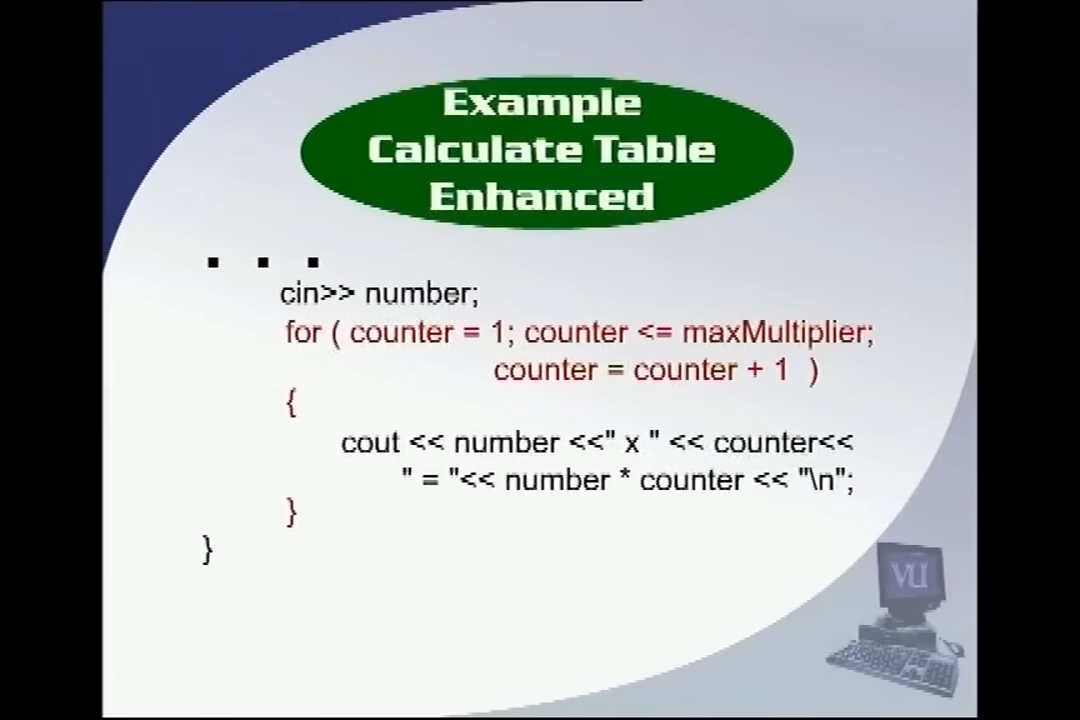 Example
Calculate Table
Enhanced
. . .
cin>> number;
for ( counter = 1; counter <= maxMultiplier;
counter = counter + 1 )
{
cout << number <<" x " << counter<<
" = "<< number * counter << "\n";
}
}
VU